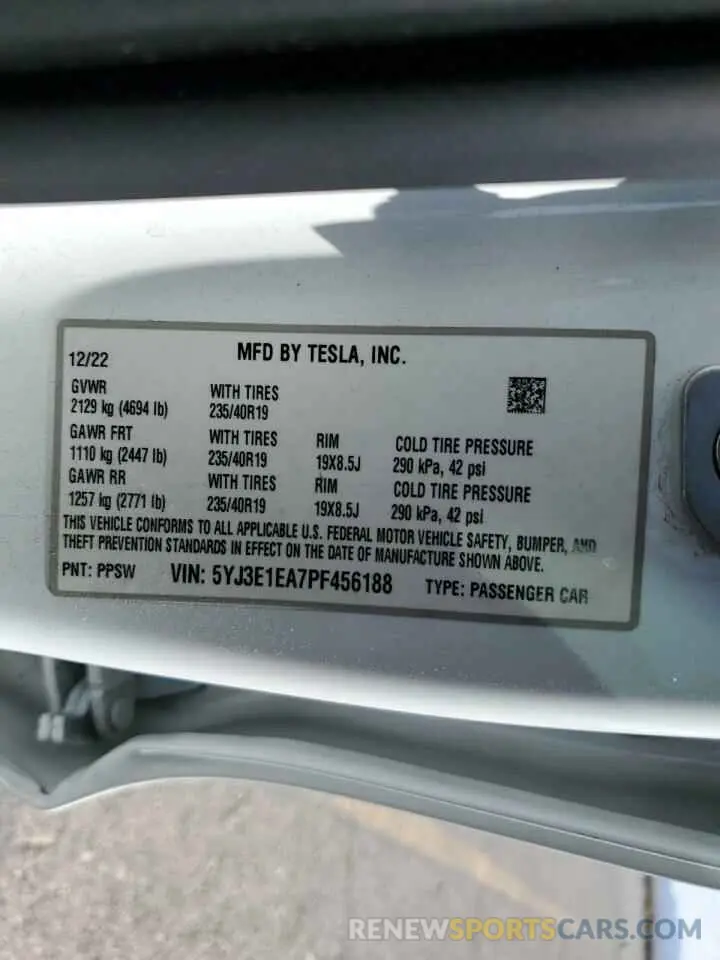 12/22
MFD BY TESLA, INC.
GVWR
2129 kg (4694 lb)
WITH TIRES
235/40R19
GAWR FRT
1110 kg (2447 lb)
WITH TIRES
235/40R19
RIM
19X8.5J
COLD TIRE PRESSURE
290 kPa, 42 psi
GAWR RR
1257 kg (2771 lb)
WITH TIRES
235/40R19
RIM
19X8.5J
COLD TIRE PRESSURE
290 kPa, 42 psi
THIS VEHICLE CONFORMS TO ALL APPLICABLE U.S. FEDERAL MOTOR VEHICLE SAFETY, BUMPER, AND
THEFT PREVENTION STANDARDS IN EFFECT ON THE DATE OF MANUFACTURE SHOWN ABOVE.
PNT: PPSW VIN: 5YJ3E1EA7PF456188 TYPE: PASSENGER CAR
RENEWSPORTSCARS.COM